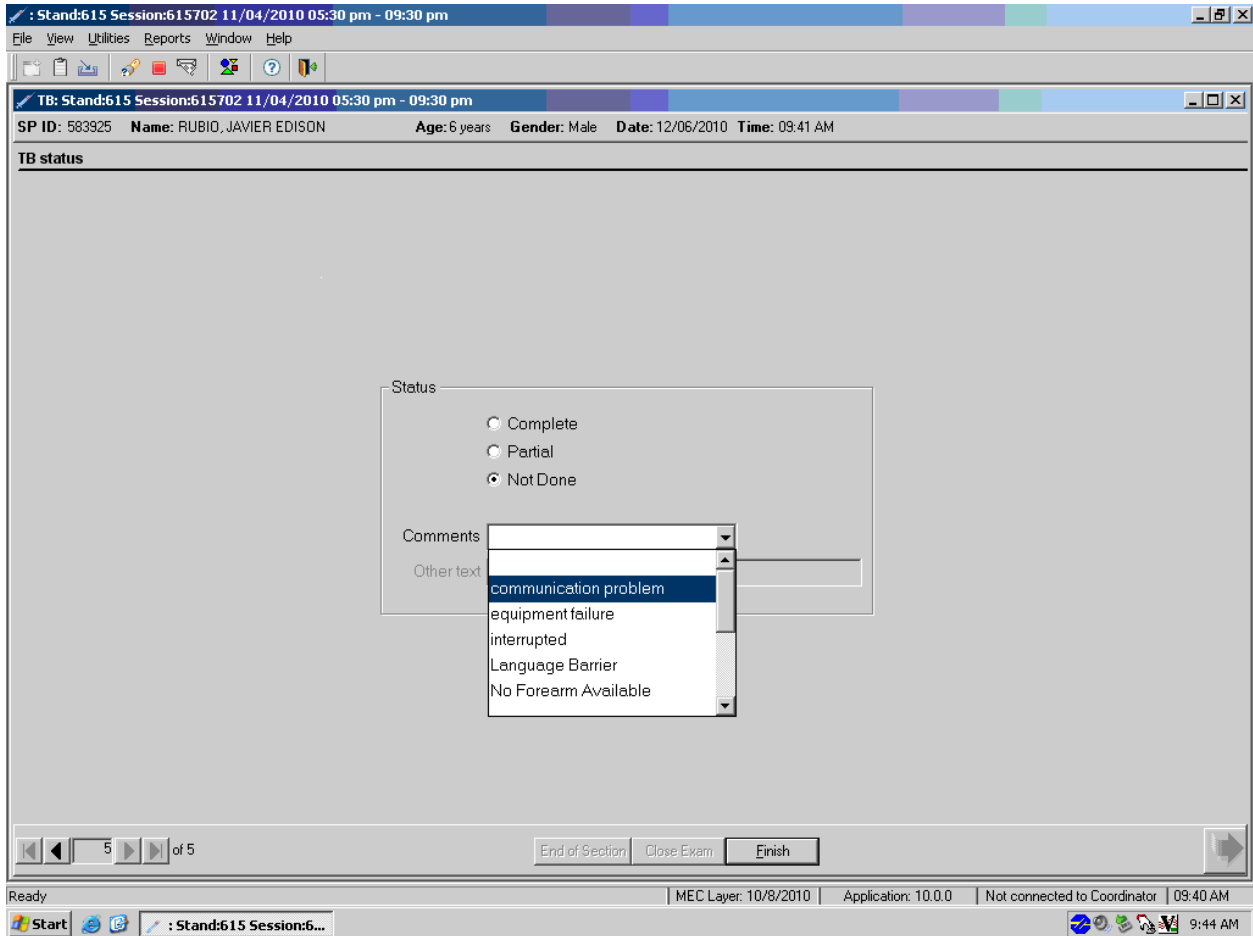 : Stand:615 Session:615702 11/04/2010 05:30 pm - 09:30 pm
File View Utilities Reports Window Help
TB: Stand:615 Session:615702 11/04/2010 05:30 pm - 09:30 pm
SP ID: 583925 Name: RUBIO, JAVIER EDISON Age: 6 years Gender: Male Date: 12/06/2010 Time: 09:41 AM
TB status
Status
Complete
Partial
Not Done
Comments
Other text
communication problem
equipment failure
interrupted
Language Barrier
No Forearm Available
5 of 5 End of Section Close Exam Finish
Ready MEC Layer: 10/8/2010 Application: 10.0.0 Not connected to Coordinator 09:40 AM
Start : Stand:615 Session:6... 9:44 AM